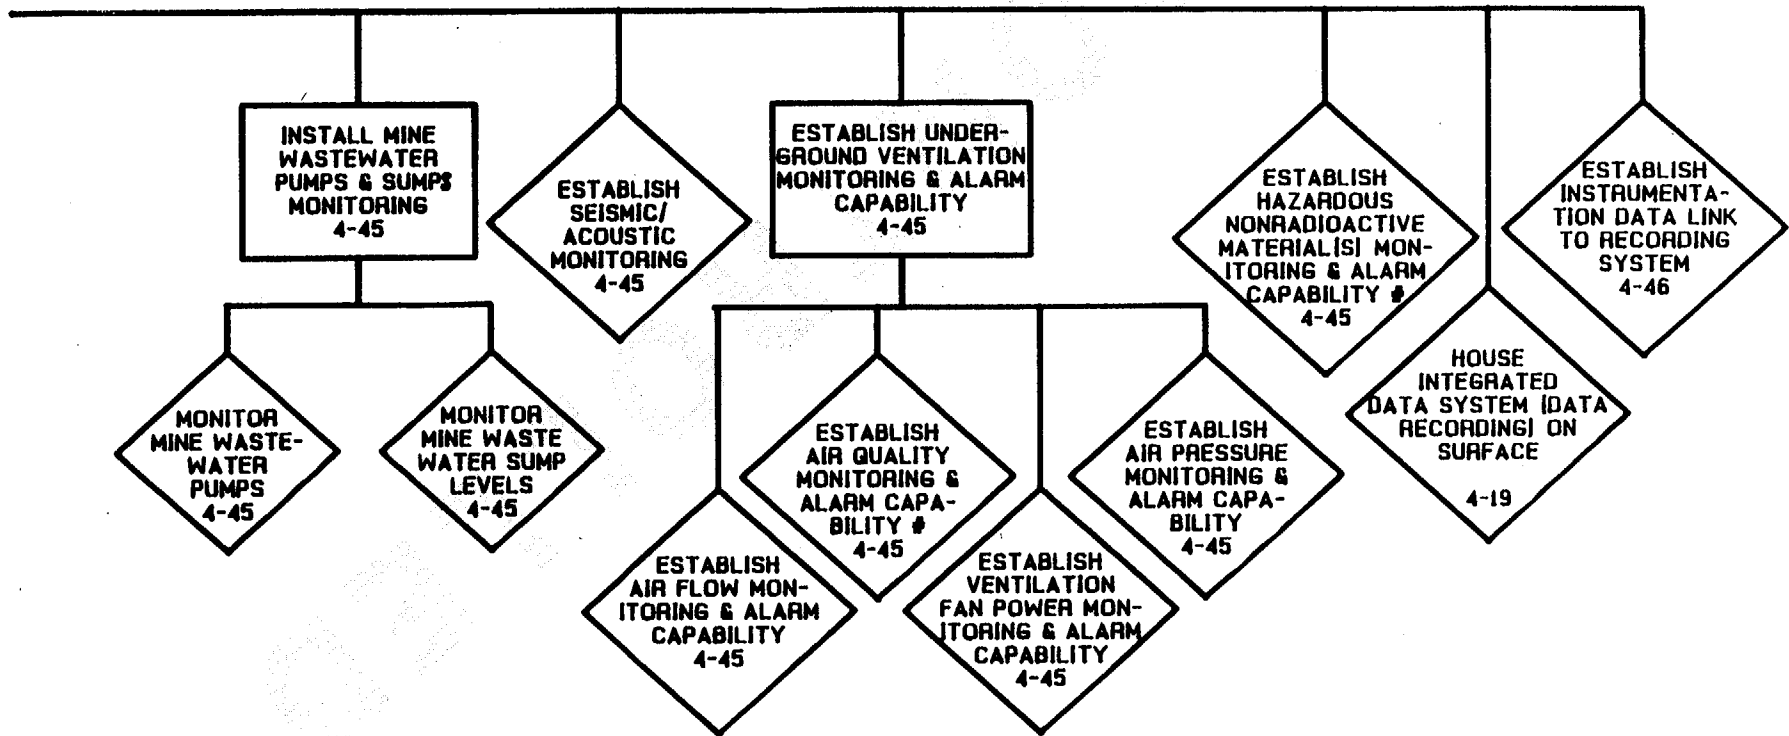 INSTALL MINE
WASTEWATER
PUMPS & SUMPS
MONITORING
4-45
ESTABLISH
SEISMIC/
ACOUSTIC
MONITORING
4-45
ESTABLISH UNDER-
GROUND VENTILATION
MONITORING & ALARM
CAPABILITY
4-45
ESTABLISH
HAZARDOUS
NONRADIOACTIVE
MATERIAL(S) MON-
ITORING & ALARM
CAPABILITY #
4-45
ESTABLISH
INSTRUMENTA-
TION DATA LINK
TO RECORDING
SYSTEM
4-46
HOUSE
INTEGRATED
DATA SYSTEM (DATA
RECORDING) ON
SURFACE
4-19
MONITOR
MINE WASTE-
WATER
PUMPS
4-45
MONITOR
MINE WASTE
WATER SUMP
LEVELS
4-45
ESTABLISH
AIR FLOW MON-
ITORING & ALARM
CAPABILITY
4-45
ESTABLISH
AIR QUALITY
MONITORING &
ALARM CAPA-
BILITY #
4-45
ESTABLISH
VENTILATION
FAN POWER MON-
ITORING & ALARM
CAPABILITY
4-45
ESTABLISH
AIR PRESSURE
MONITORING &
ALARM CAPA-
BILITY
4-45